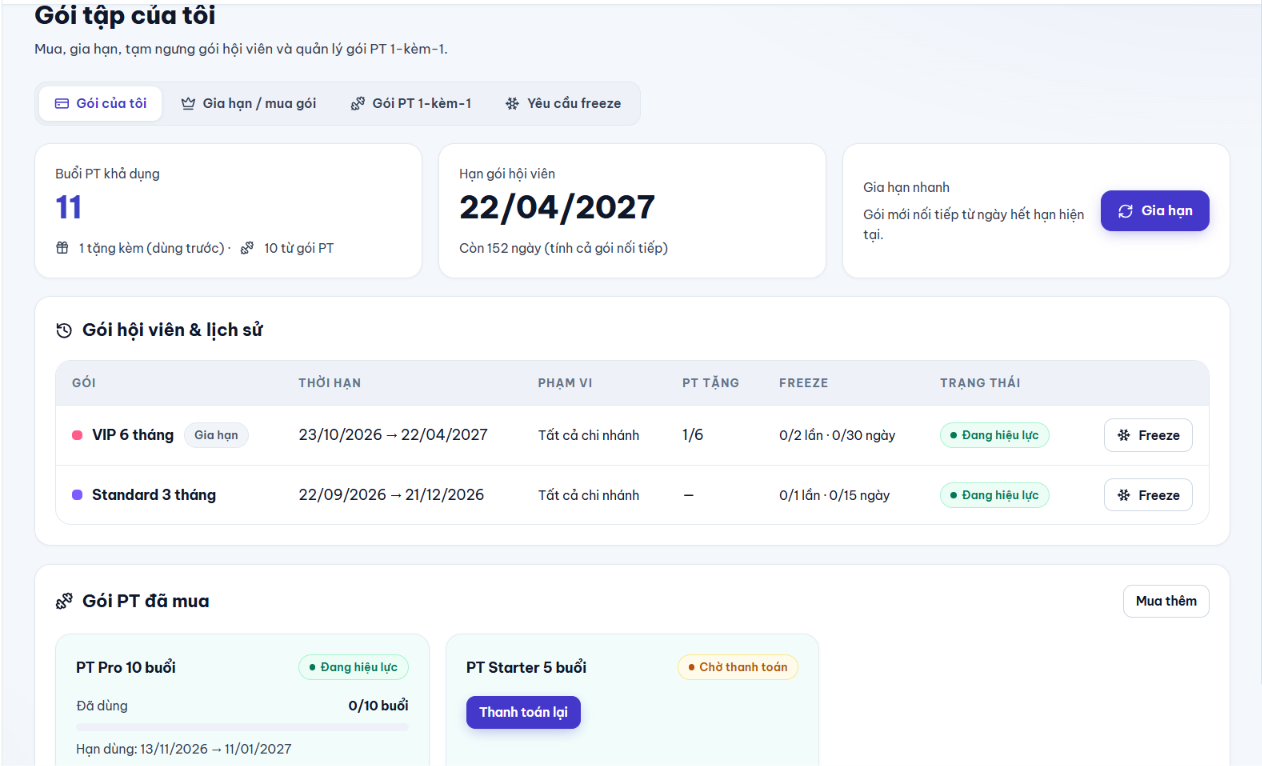 Gói tập của tôi
Mua, gia hạn, tạm ngưng gói hội viên và quản lý gói PT 1-kèm-1.
Gói của tôi
Gia hạn / mua gói
Gói PT 1-kèm-1
Yêu cầu freeze
Buổi PT khả dụng
11
1 tặng kèm (dùng trước) · 10 từ gói PT
Hạn gói hội viên
22/04/2027
Còn 152 ngày (tính cả gói nối tiếp)
Gia hạn nhanh
Gói mới nối tiếp từ ngày hết hạn hiện
tại.
Gia hạn
Gói hội viên & lịch sử
GÓI THỜI HẠN PHẠM VI PT TẶNG FREEZE TRẠNG THÁI
VIP 6 tháng Gia hạn 23/10/2026 → 22/04/2027 Tất cả chi nhánh 1/6 0/2 lần · 0/30 ngày Đang hiệu lực Freeze
Standard 3 tháng 22/09/2026 → 21/12/2026 Tất cả chi nhánh — 0/1 lần · 0/15 ngày Đang hiệu lực Freeze
Gói PT đã mua
Mua thêm
PT Pro 10 buổi Đang hiệu lực
Đã dùng 0/10 buổi
Hạn dùng: 13/11/2026 → 11/01/2027
PT Starter 5 buổi Chờ thanh toán
Thanh toán lại